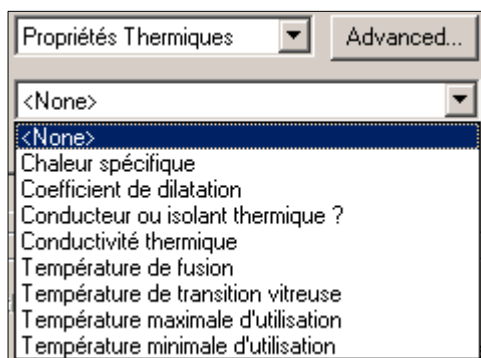 Propriétés Thermiques Advanced...
<None>
<None>
Chaleur spécifique
Coefficient de dilatation
Conducteur ou isolant thermique ?
Conductivité thermique
Température de fusion
Température de transition vitreuse
Température maximale d'utilisation
Température minimale d'utilisation